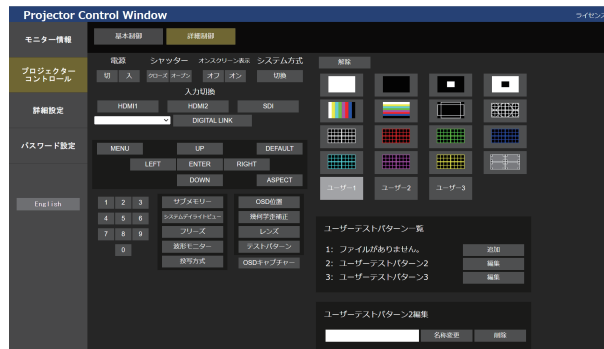 Projector Control Window
ライセンス
モニター情報
プロジェクター
コントロール
詳細設定
パスワード設定
English
基本制御
詳細制御
電源
シャッター
オンスクリーン表示
システム方式
切
入
クローズ
オープン
オフ
オン
切換
入力切換
HDMI1
HDMI2
SDI
DIGITAL LINK
MENU
UP
DEFAULT
LEFT
ENTER
RIGHT
DOWN
ASPECT
1
2
3
サブメモリー
OSD位置
4
5
6
システムデイライトビュー
幾何学歪補正
7
8
9
フリーズ
レンズ
0
波形モニター
テストパターン
投写方式
OSDキャプチャー
解除
ユーザー1
ユーザー2
ユーザー3
ユーザーテストパターン一覧
1: ファイルがありません。
追加
2: ユーザーテストパターン2
編集
3: ユーザーテストパターン3
編集
ユーザーテストパターン2編集
名称変更
削除